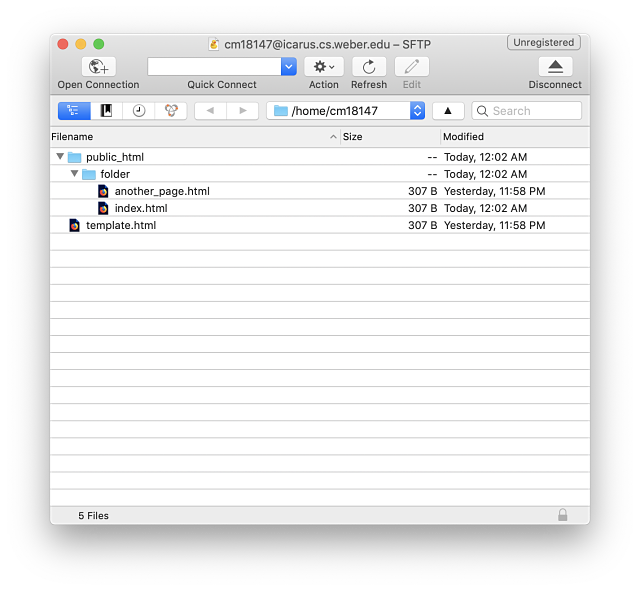 cm18147@icarus.cs.weber.edu – SFTP
Unregistered
Open Connection
Quick Connect
Action
Refresh
Edit
Disconnect
/home/cm18147
Search
Filename Size Modified
public_html -- Today, 12:02 AM
folder -- Today, 12:02 AM
another_page.html 307 B Yesterday, 11:58 PM
index.html 307 B Today, 12:02 AM
template.html 307 B Yesterday, 11:58 PM
5 Files